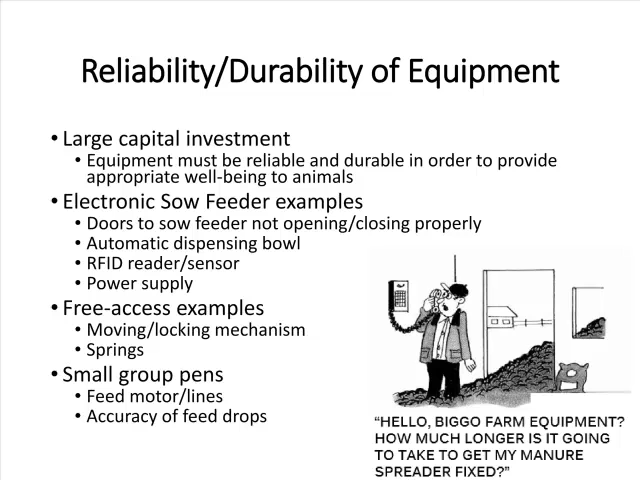 Reliability/Durability of Equipment
• Large capital investment
• Equipment must be reliable and durable in order to provide
appropriate well-being to animals
• Electronic Sow Feeder examples
• Doors to sow feeder not opening/closing properly
• Automatic dispensing bowl
• RFID reader/sensor
• Power supply
• Free-access examples
• Moving/locking mechanism
• Springs
• Small group pens
• Feed motor/lines
• Accuracy of feed drops
“HELLO, BIGGO FARM EQUIPMENT?
HOW MUCH LONGER IS IT GOING
TO TAKE TO GET MY MANURE
SPREADER FIXED?”